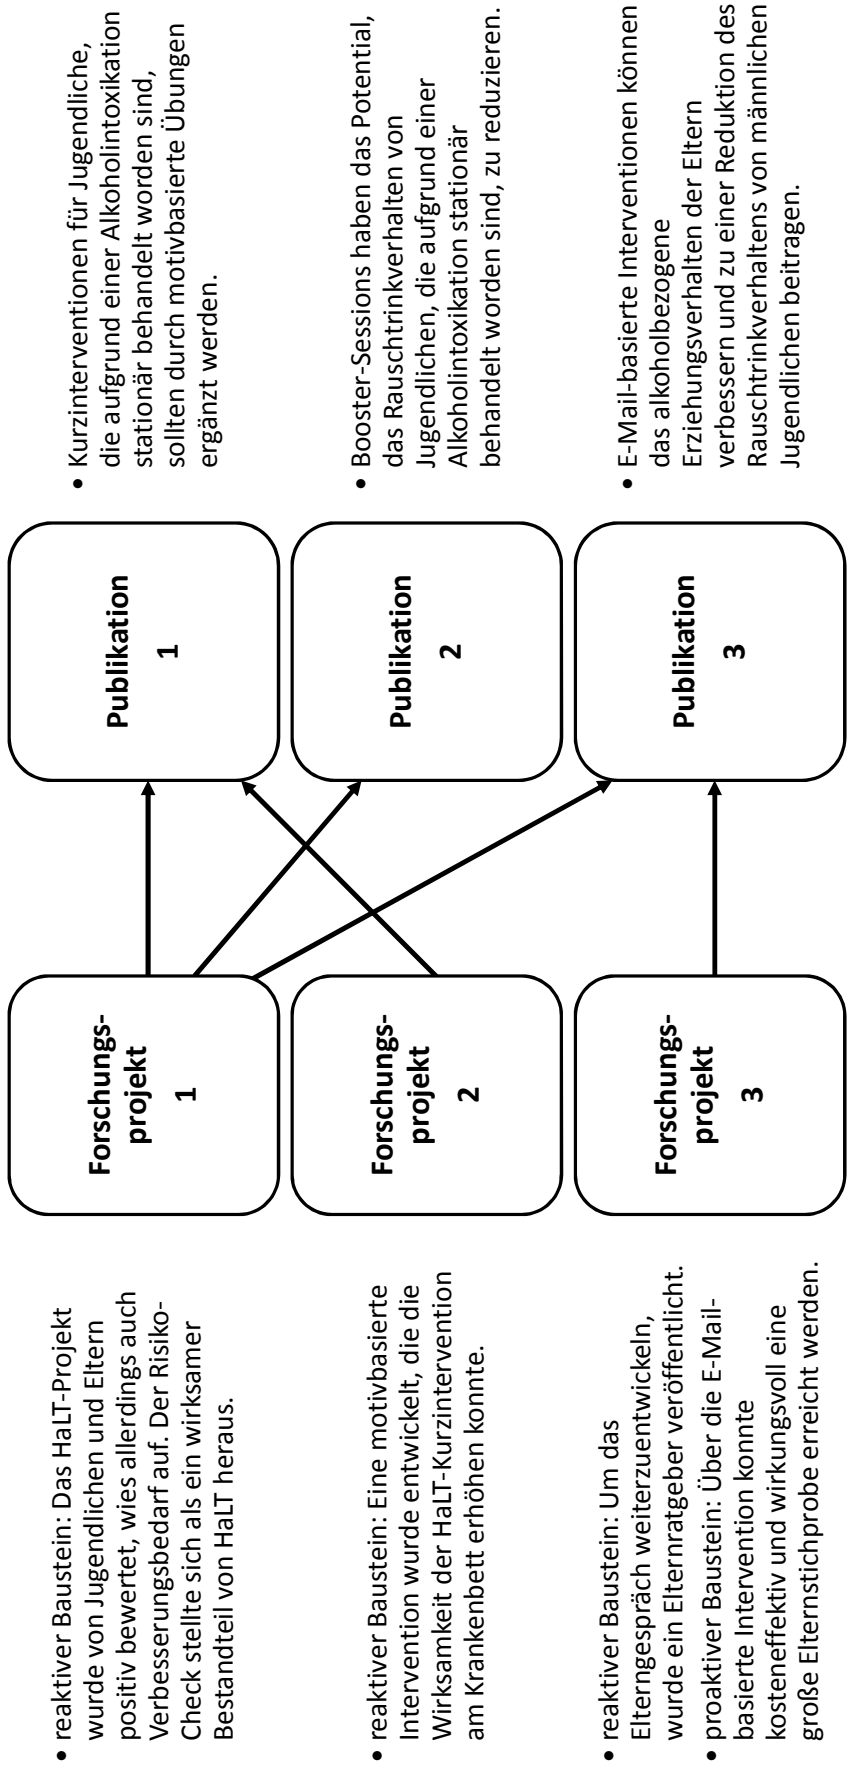 • reaktiver Baustein: Das HaLT-Projekt
wurde von Jugendlichen und Eltern
positiv bewertet, wies allerdings auch
Verbesserungsbedarf auf. Der Risiko-
Check stellte sich als ein wirksamer
Bestandteil von HaLT heraus.
Forschungs-
projekt
1
Publikation
1
• Kurzinterventionen für Jugendliche,
die aufgrund einer Alkoholintoxikation
stationär behandelt worden sind,
sollten durch motivbasierte Übungen
ergänzt werden.
• reaktiver Baustein: Eine motivbasierte
Intervention wurde entwickelt, die die
Wirksamkeit der HaLT-Kurzintervention
am Krankenbett erhöhen konnte.
Forschungs-
projekt
2
Publikation
2
• Booster-Sessions haben das Potential,
das Rauschtrinkverhalten von
Jugendlichen, die aufgrund einer
Alkoholintoxikation stationär
behandelt worden sind, zu reduzieren.
• reaktiver Baustein: Um das
Elterngespräch weiterzuentwickeln,
wurde ein Elternratgeber veröffentlicht.
• proaktiver Baustein: Über die E-Mail-
basierte Intervention konnte
kosteneffektiv und wirkungsvoll eine
große Elternstichprobe erreicht werden.
Forschungs-
projekt
3
Publikation
3
• E-Mail-basierte Interventionen können
das alkoholbezogene
Erziehungsverhalten der Eltern
verbessern und zu einer Reduktion des
Rauschtrinkverhaltens von männlichen
Jugendlichen beitragen.